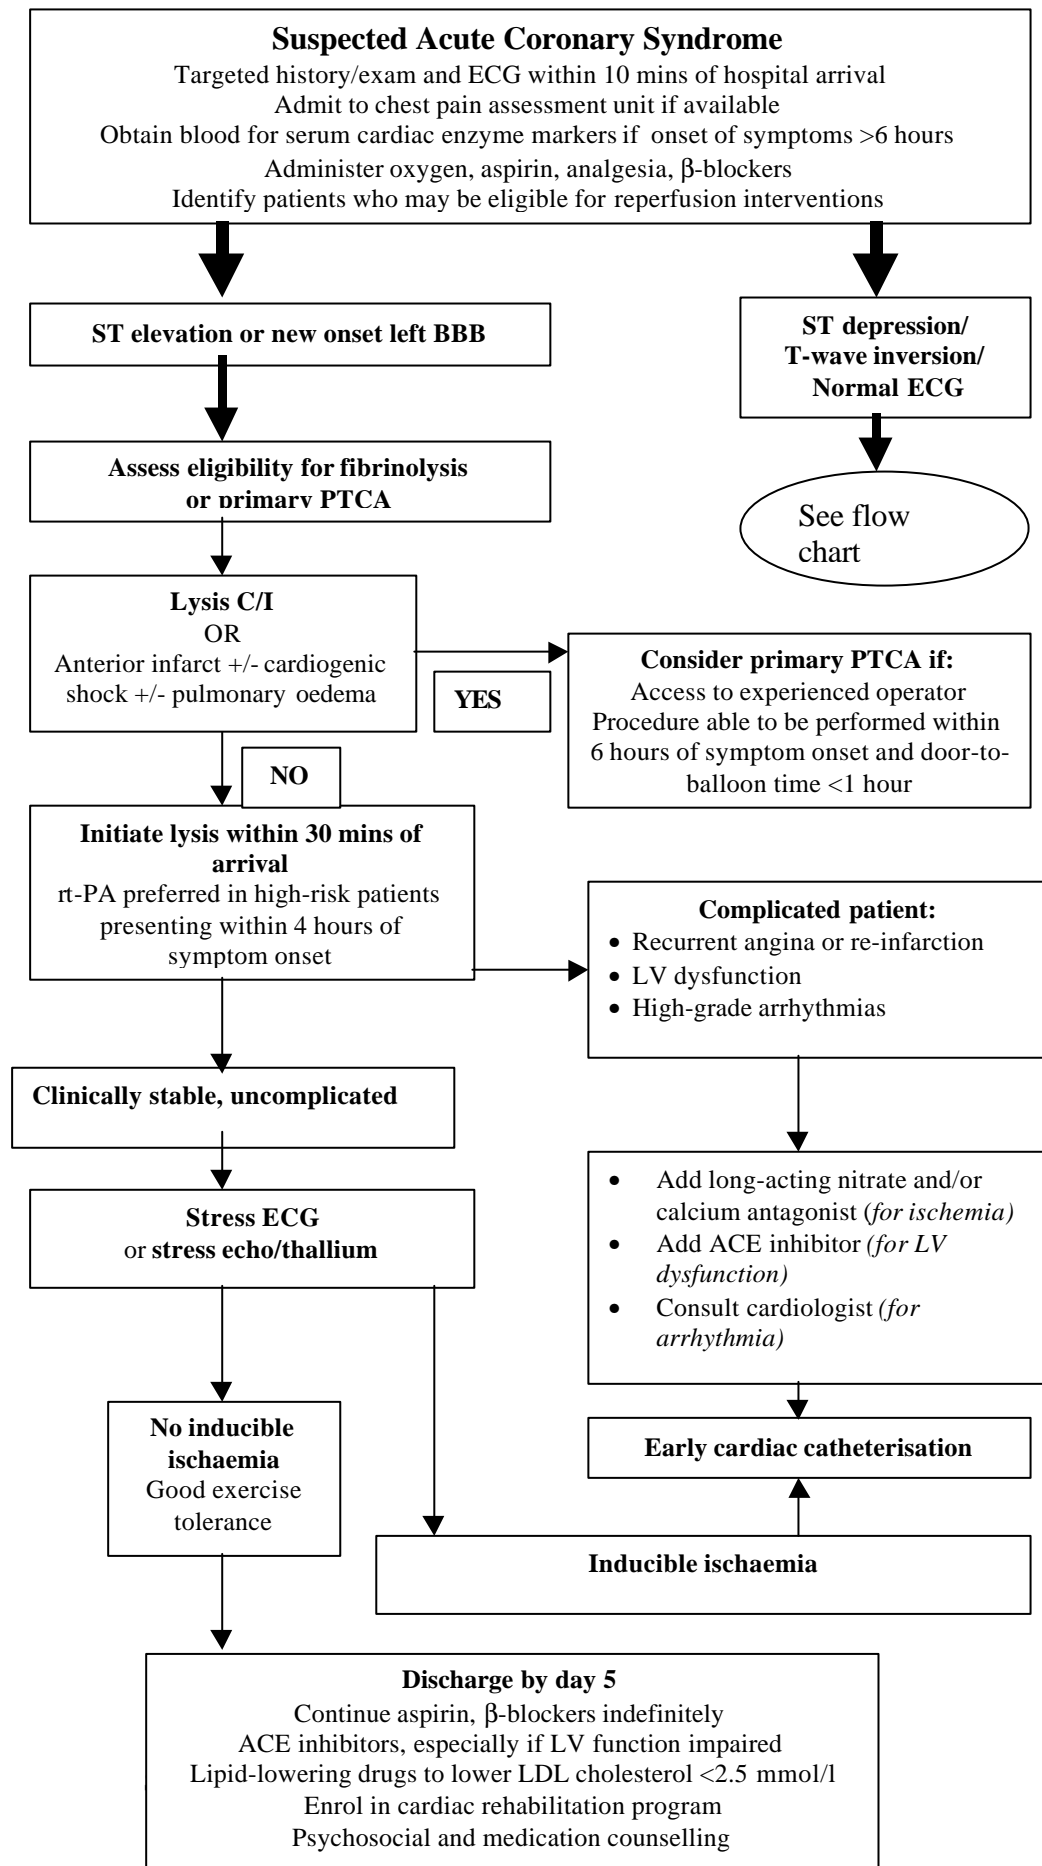 Suspected Acute Coronary Syndrome
Targeted history/exam and ECG within 10 mins of hospital arrival
Admit to chest pain assessment unit if available
Obtain blood for serum cardiac enzyme markers if onset of symptoms >6 hours
Administer oxygen, aspirin, analgesia, β-blockers
Identify patients who may be eligible for reperfusion interventions
ST elevation or new onset left BBB
ST depression/
T-wave inversion/
Normal ECG
Assess eligibility for fibrinolysis
or primary PTCA
See flow
chart
Lysis C/I
OR
Anterior infarct +/- cardiogenic
shock +/- pulmonary oedema
YES
Consider primary PTCA if:
Access to experienced operator
Procedure able to be performed within
6 hours of symptom onset and door-to-
balloon time <1 hour
NO
Initiate lysis within 30 mins of
arrival
rt-PA preferred in high-risk patients
presenting within 4 hours of
symptom onset
Complicated patient:
• Recurrent angina or re-infarction
• LV dysfunction
• High-grade arrhythmias
Clinically stable, uncomplicated
• Add long-acting nitrate and/or
calcium antagonist (for ischemia)
• Add ACE inhibitor (for LV
dysfunction)
• Consult cardiologist (for
arrhythmia)
Stress ECG
or stress echo/thallium
No inducible
ischaemia
Good exercise
tolerance
Early cardiac catheterisation
Inducible ischaemia
Discharge by day 5
Continue aspirin, β-blockers indefinitely
ACE inhibitors, especially if LV function impaired
Lipid-lowering drugs to lower LDL cholesterol <2.5 mmol/l
Enrol in cardiac rehabilitation program
Psychosocial and medication counselling